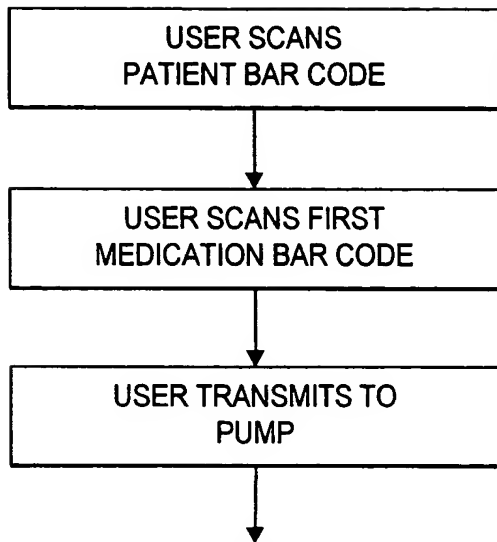 USER SCANS
PATIENT BAR CODE
USER SCANS FIRST
MEDICATION BAR CODE
USER TRANSMITS TO
PUMP